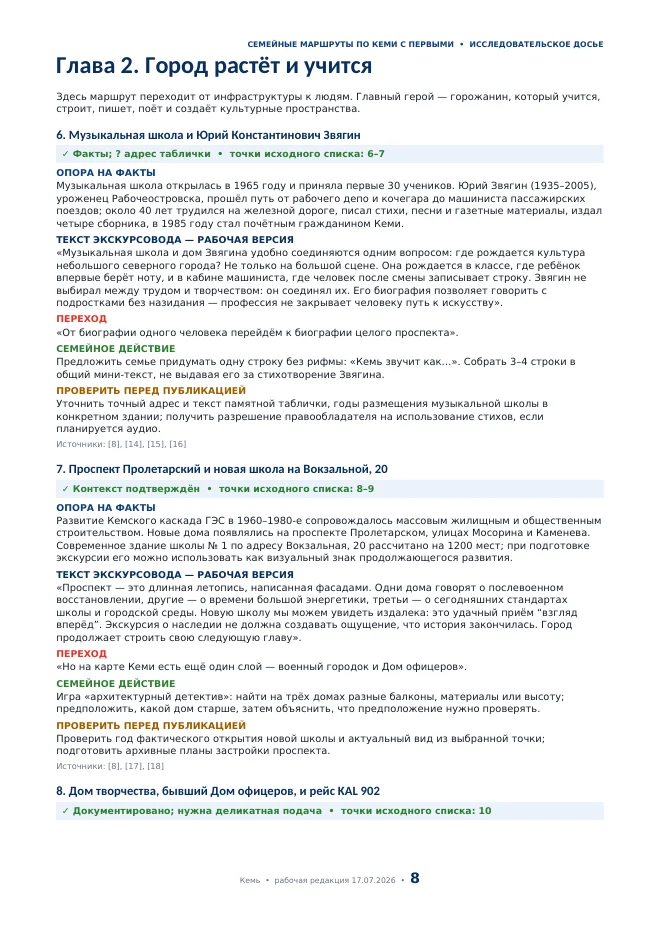 СЕМЕЙНЫЕ МАРШРУТЫ ПО КЕМИ С ПЕРВЫМИ • ИССЛЕДОВАТЕЛЬСКОЕ ДОСЬЕ
Глава 2. Город растёт и учится
Здесь маршрут переходит от инфраструктуры к людям. Главный герой — горожанин, который учится,
строит, пишет, поёт и создаёт культурные пространства.
6. Музыкальная школа и Юрий Константинович Звягин
✓ Факты; ? адрес таблички • точки исходного списка: 6–7
ОПОРА НА ФАКТЫ
Музыкальная школа открылась в 1965 году и приняла первые 30 учеников. Юрий Звягин (1935–2005),
уроженец Рабочеостровска, прошёл путь от рабочего депо и кочегара до машиниста пассажирских
поездов; около 40 лет трудился на железной дороге, писал стихи, песни и газетные материалы, издал
четыре сборника, в 1985 году стал почётным гражданином Кеми.
ТЕКСТ ЭКСКУРСОВОДА — РАБОЧАЯ ВЕРСИЯ
«Музыкальная школа и дом Звягина удобно соединяются одним вопросом: где рождается культура
небольшого северного города? Не только на большой сцене. Она рождается в классе, где ребёнок
впервые берёт ноту, и в кабине машиниста, где человек после смены записывает строку. Звягин не
выбирал между трудом и творчеством: он соединял их. Его биография позволяет говорить с
подростками без назидания — профессия не закрывает человеку путь к искусству».
ПЕРЕХОД
«От биографии одного человека перейдём к биографии целого проспекта».
СЕМЕЙНОЕ ДЕЙСТВИЕ
Предложить семье придумать одну строку без рифмы: «Кемь звучит как…». Собрать 3–4 строки в
общий мини-текст, не выдавая его за стихотворение Звягина.
ПРОВЕРИТЬ ПЕРЕД ПУБЛИКАЦИЕЙ
Уточнить точный адрес и текст памятной таблички, годы размещения музыкальной школы в
конкретном здании; получить разрешение правообладателя на использование стихов, если
планируется аудио.
Источники: [8], [14], [15], [16]
7. Проспект Пролетарский и новая школа на Вокзальной, 20
✓ Контекст подтверждён • точки исходного списка: 8–9
ОПОРА НА ФАКТЫ
Развитие Кемского каскада ГЭС в 1960–1980-е сопровождалось массовым жилищным и общественным
строительством. Новые дома появлялись на проспекте Пролетарском, улицах Мосорина и Каменева.
Современное здание школы № 1 по адресу Вокзальная, 20 рассчитано на 1200 мест; при подготовке
экскурсии его можно использовать как визуальный знак продолжающегося развития.
ТЕКСТ ЭКСКУРСОВОДА — РАБОЧАЯ ВЕРСИЯ
«Проспект — это длинная летопись, написанная фасадами. Одни дома говорят о послевоенном
восстановлении, другие — о времени большой энергетики, третьи — о сегодняшних стандартах
школы и городской среды. Новую школу мы можем увидеть издалека: это удачный приём “взгляд
вперёд”. Экскурсия о наследии не должна создавать ощущение, что история закончилась. Город
продолжает строить свою следующую главу».
ПЕРЕХОД
«Но на карте Кеми есть ещё один слой — военный городок и Дом офицеров».
СЕМЕЙНОЕ ДЕЙСТВИЕ
Игра «архитектурный детектив»: найти на трёх домах разные балконы, материалы или высоту;
предположить, какой дом старше, затем объяснить, что предположение нужно проверять.
ПРОВЕРИТЬ ПЕРЕД ПУБЛИКАЦИЕЙ
Проверить год фактического открытия новой школы и актуальный вид из выбранной точки;
подготовить архивные планы застройки проспекта.
Источники: [8], [17], [18]
8. Дом творчества, бывший Дом офицеров, и рейс KAL 902
✓ Документировано; нужна деликатная подача • точки исходного списка: 10
Кемь • рабочая редакция 17.07.2026 • 8